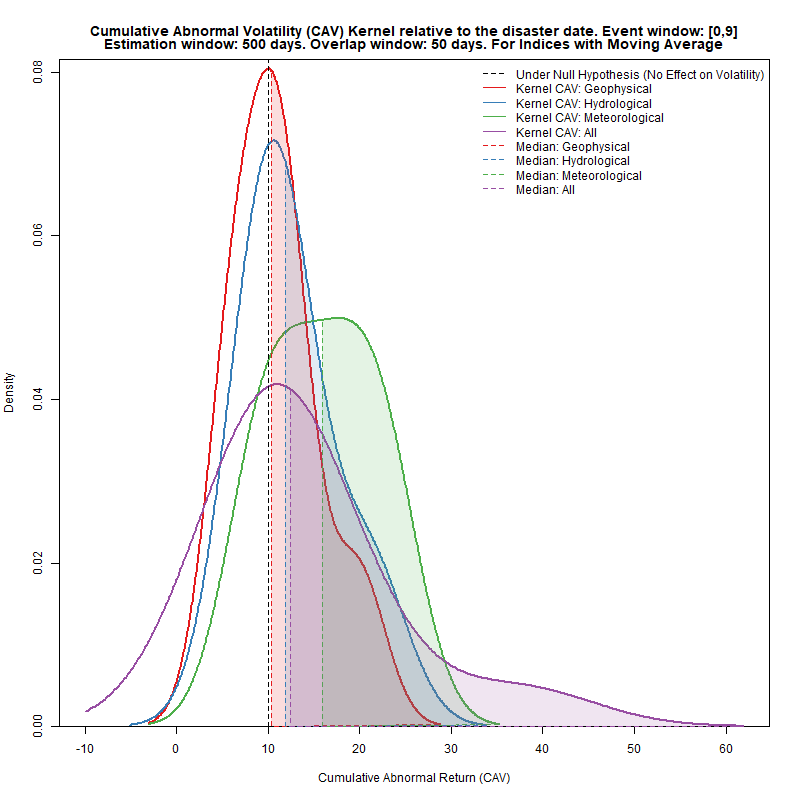 Cumulative Abnormal Volatility (CAV) Kernel relative to the disaster date. Event window: [0,9]
Estimation window: 500 days. Overlap window: 50 days. For Indices with Moving Average
Under Null Hypothesis (No Effect on Volatility)
Kernel CAV: Geophysical
Kernel CAV: Hydrological
Kernel CAV: Meteorological
Kernel CAV: All
Median: Geophysical
Median: Hydrological
Median: Meteorological
Median: All
Density
0.08
0.06
0.04
0.02
0.00
-10 0 10 20 30 40 50 60
Cumulative Abnormal Return (CAV)